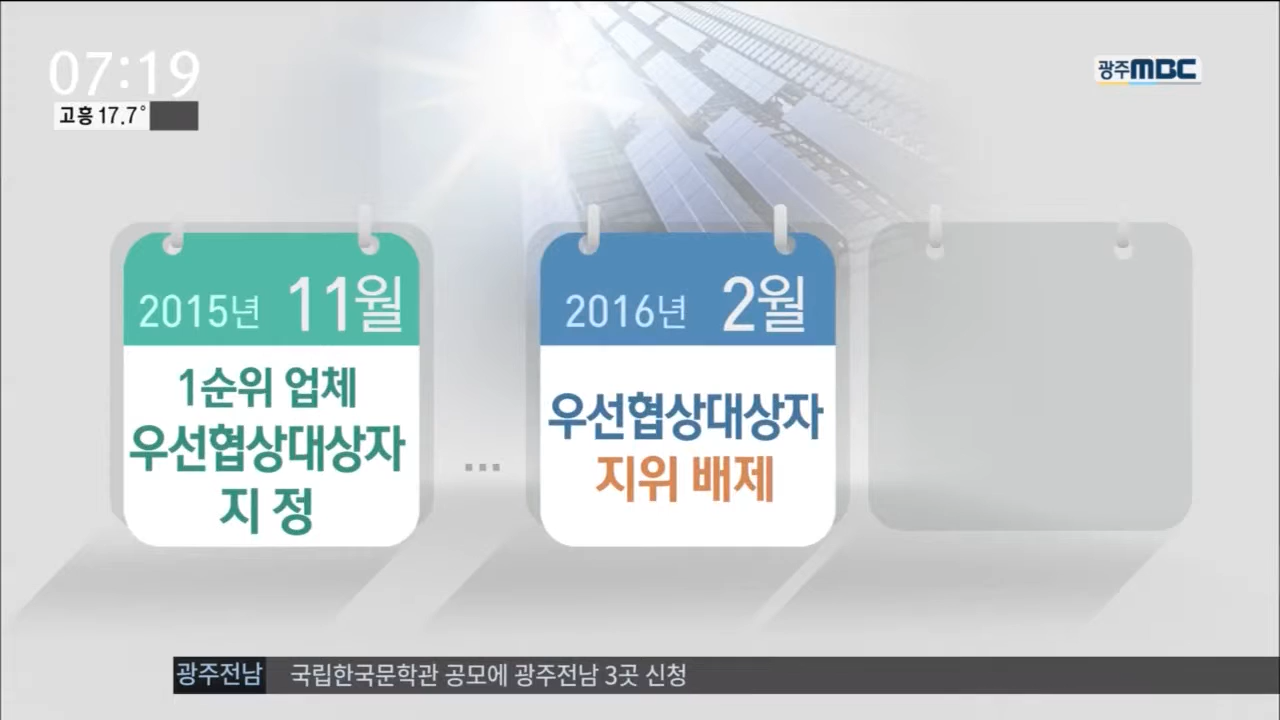 07:19
고흥 17.7°
광주MBC
2015년 11월
1순위 업체
우선협상대상자
지 정
...
2016년 2월
우선협상대상자
지위 배제
광주전남 국립한국문학관 공모에 광주전남 3곳 신청